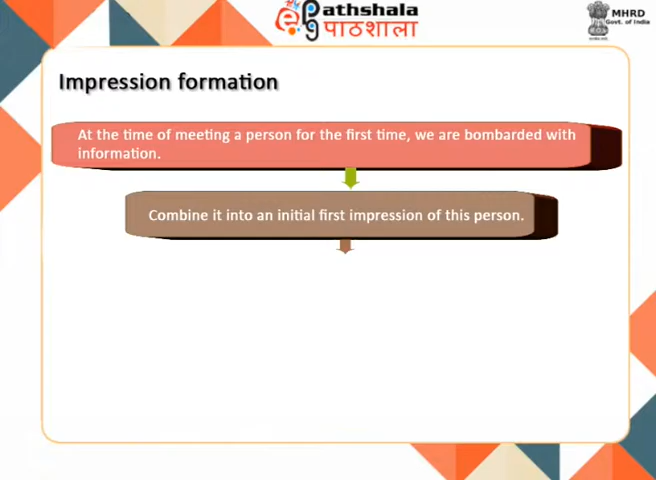 ePG Pathshala
पाठशाला
MHRD
Govt. of India
Impression formation
At the time of meeting a person for the first time, we are bombarded with
information.
Combine it into an initial first impression of this person.